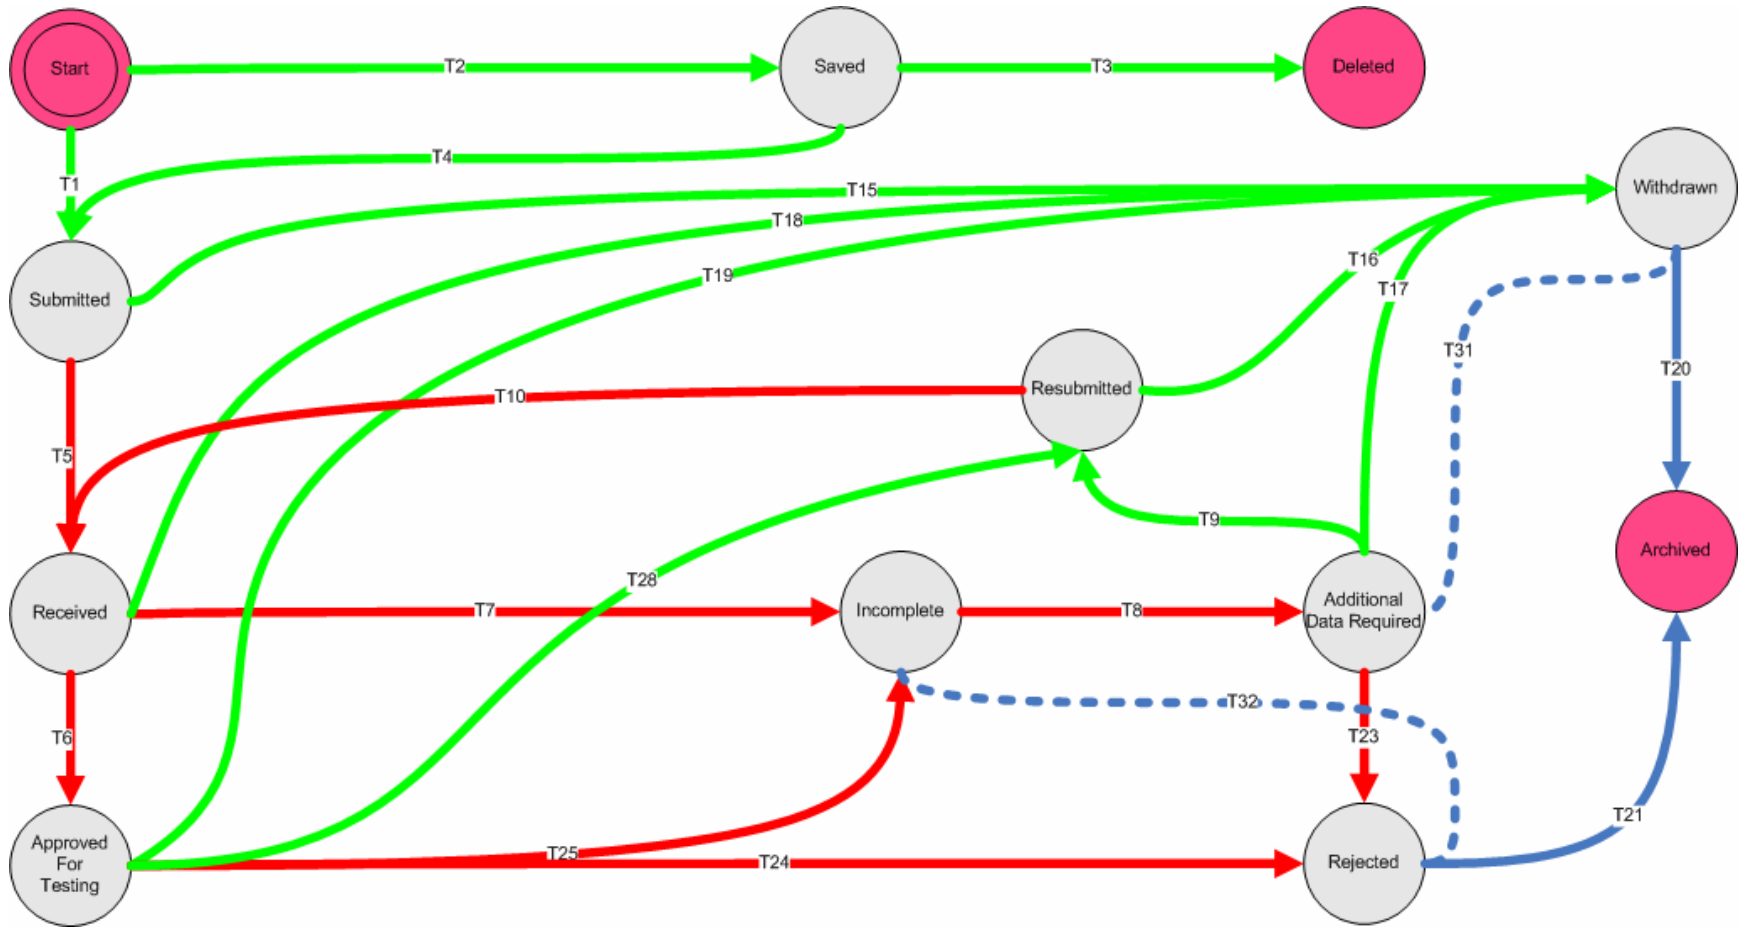 Start
T2
Saved
T3
Deleted
T4
T1
T15
Withdrawn
T18
T16
T19
T17
Submitted
T31
T20
Resubmitted
T10
T5
T9
Archived
T28
Received
T7
Incomplete
T8
Additional
Data Required
T32
T6
T23
T21
Approved
For
Testing
T25
T24
Rejected